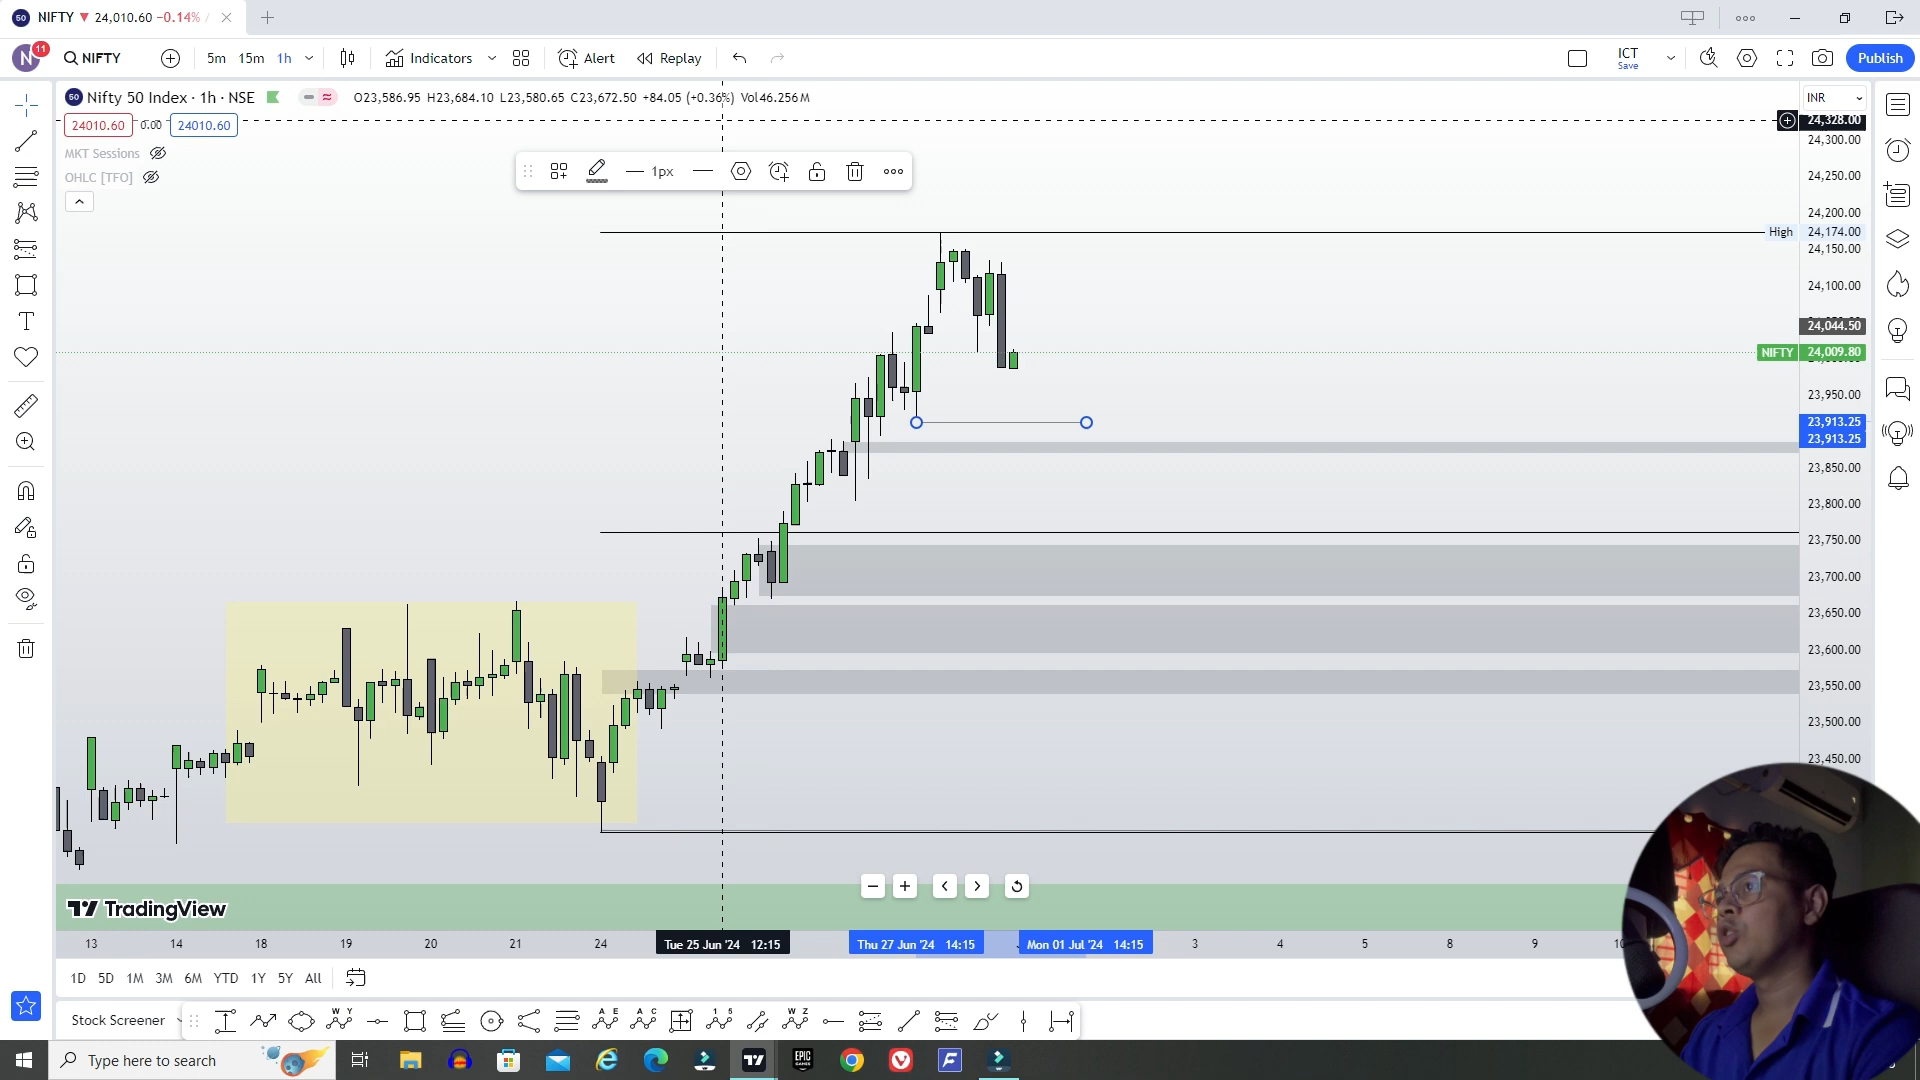 50 NIFTY 24,010.60 −0.14% /
N 11 NIFTY 5m 15m 1h Indicators Alert Replay ICT Save Publish
50 Nifty 50 Index · 1h · NSE O23,586.95 H23,684.10 L23,580.65 C23,672.50 +84.05 (+0.36%) Vol46.256 M INR
24010.60 0.00 24010.60
24,328.00
24,300.00
MKT Sessions
OHLC [TFO]
1px
24,250.00
24,200.00
High 24,174.00
24,150.00
24,100.00
24,044.50
NIFTY 24,009.80
23,950.00
23,913.25
23,913.25
23,850.00
23,800.00
23,750.00
23,700.00
23,650.00
23,600.00
23,550.00
23,500.00
23,450.00
TradingView
13 14 18 19 20 21 24 Tue 25 Jun '24 12:15 Thu 27 Jun '24 14:15 Mon 01 Jul '24 14:15 3 4 5 8 9
1D 5D 1M 3M 6M YTD 1Y 5Y All
Stock Screener
Type here to search
EPIC GAMES